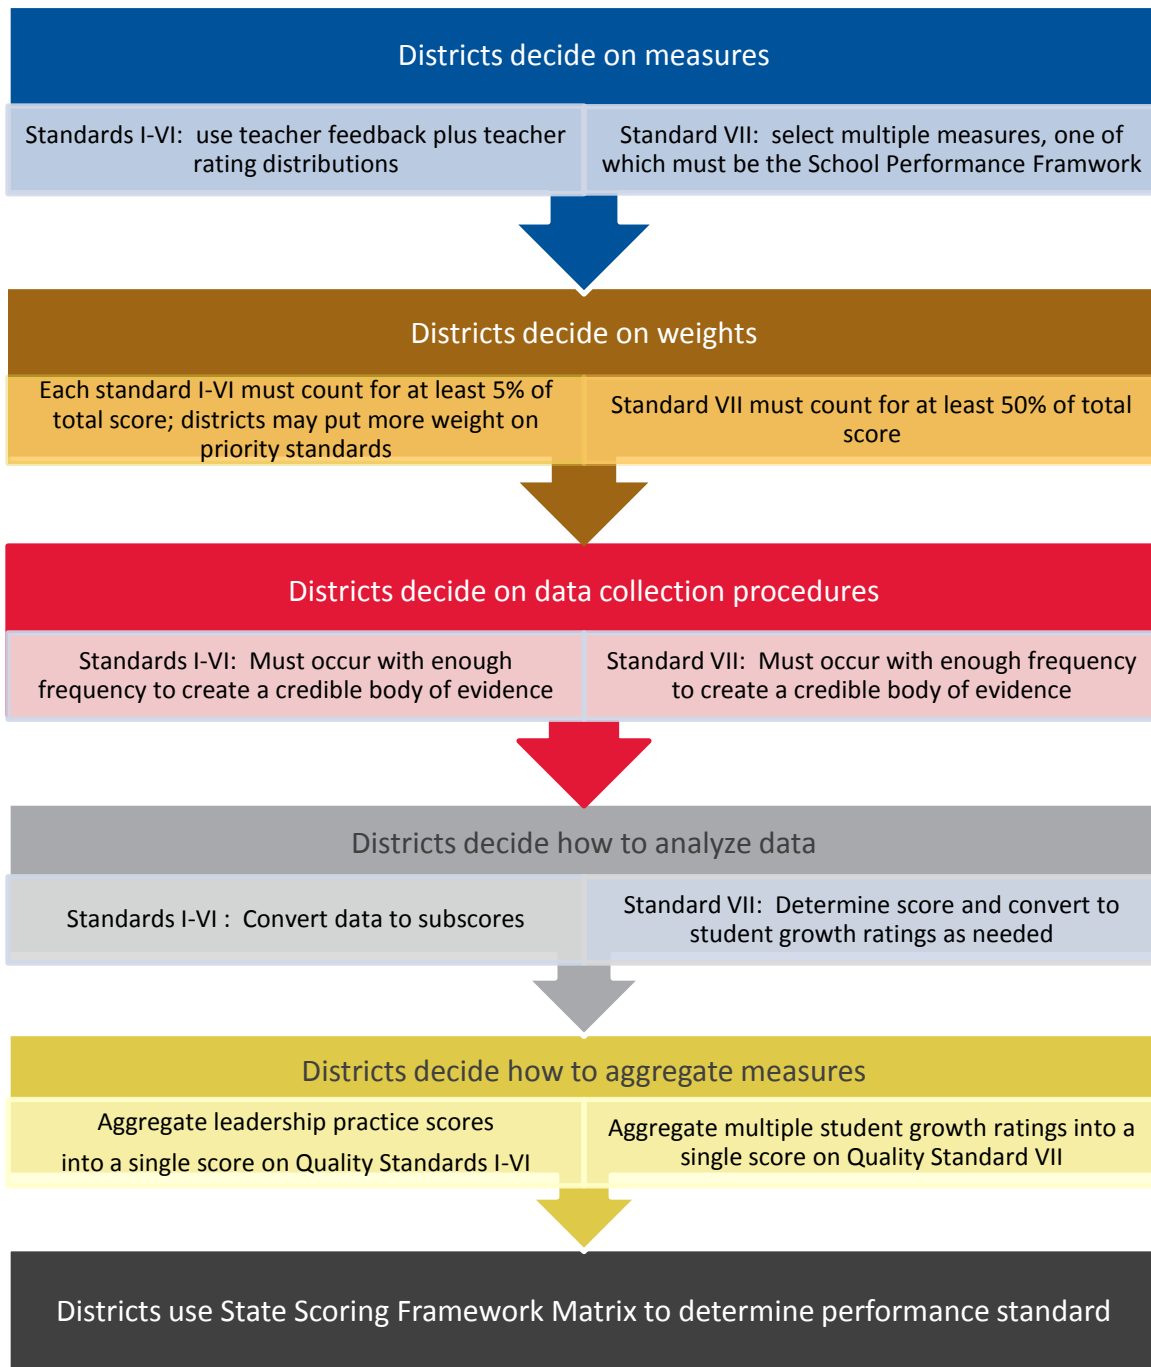 Districts decide on measures
Standards I-VI:  use teacher feedback plus teacher
rating distributions
Standard VII:  select multiple measures, one of
which must be the School Performance Framwork
Districts decide on weights
Each standard I-VI must count for at least 5% of
total score; districts may put more weight on
priority standards
Standard VII must count for at least 50% of total
score
Districts decide on data collection procedures
Standards I-VI:  Must occur with enough
frequency to create a credible body of evidence
Standard VII:  Must occur with enough frequency
to create a credible body of evidence
Districts decide how to analyze data
Standards I-VI :  Convert data to subscores
Standard VII:  Determine score and convert to
student growth ratings as needed
Districts decide how to aggregate measures
Aggregate leadership practice scores
into a single score on Quality Standards I-VI
Aggregate multiple student growth ratings into a
single score on Quality Standard VII
Districts use State Scoring Framework Matrix to determine performance standard